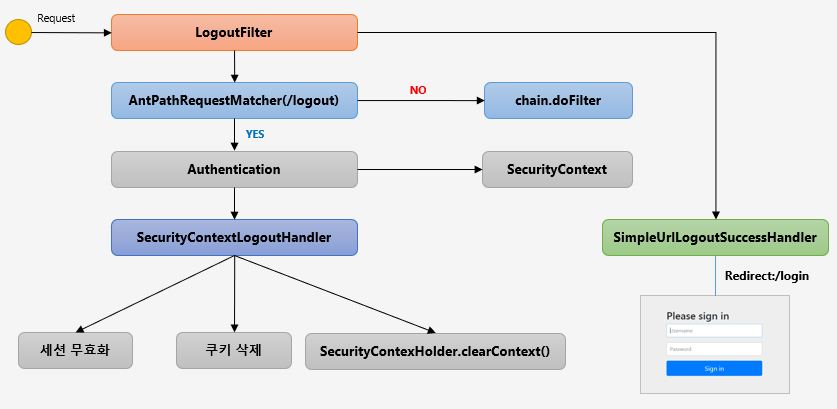 Request
LogoutFilter
AntPathRequestMatcher(/logout)
NO
chain.doFilter
YES
Authentication
SecurityContext
SecurityContextLogoutHandler
SimpleUrlLogoutSuccessHandler
Redirect:/login
Please sign in
Username
Password
Sign in
세션 무효화
쿠키 삭제
SecurityContexHolder.clearContext()